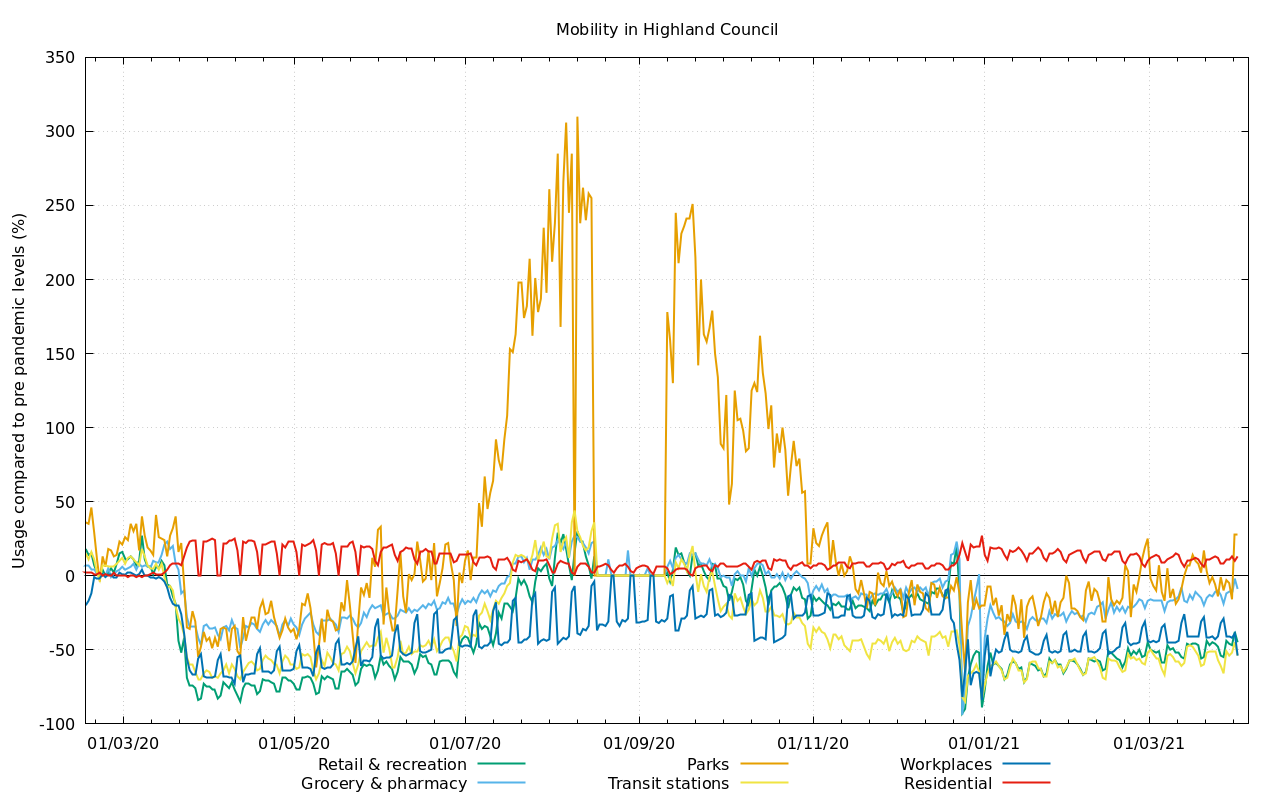 Mobility in Highland Council
Usage compared to pre pandemic levels (%)
350
300
250
200
150
100
50
0
-50
-100
01/03/20 01/05/20 01/07/20 01/09/20 01/11/20 01/01/21 01/03/21
Retail & recreation Parks Workplaces
Grocery & pharmacy Transit stations Residential